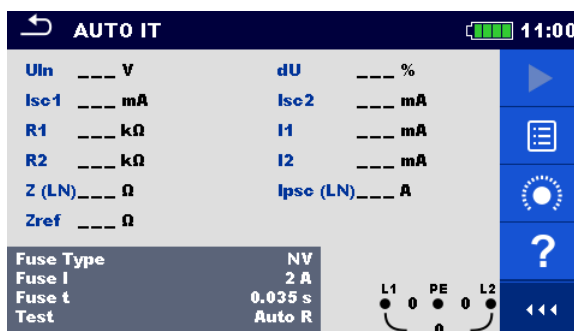 AUTO IT 11:00
Uln ___ V dU ___ %
Isc1 ___ mA Isc2 ___ mA
R1 ___ kΩ I1 ___ mA
R2 ___ kΩ I2 ___ mA
Z (LN)___ Ω Ipsc (LN)___ A
Zref ___ Ω
Fuse Type NV
Fuse I 2 A
Fuse t 0.035 s
Test Auto R
L1 PE L2
0 0
0
?